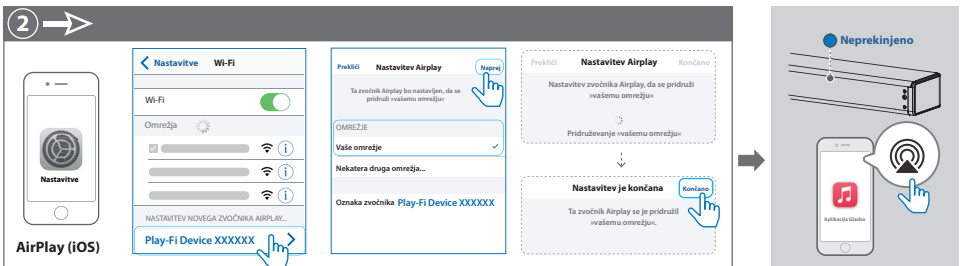 2
Nastavitve
AirPlay (iOS)
Nastavitve Wi-Fi
Wi-Fi
Omrežja
NASTAVITEV NOVEGA ZVOČNIKA AIRPLAY...
Play-Fi Device XXXXXX
Prekliči Nastavitev Airplay Naprej
Ta zvočnik Airpлay bo nastavljen, da se
pridruži »vašemu omrežju«
OMREŽJE
Vaše omrežje
Nekatera druga omrežja...
Oznaka zvočnika Play-Fi Device XXXXXX
Prekliči Nastavitev Airplay Končano
Nastavitev zvočnika Airplay, da se pridruži
»vašemu omrežju«
Pridruževanje »vašemu omrežju«
Nastavitev je končana Končano
Ta zvočnik Airplay se je pridružil
»vašemu omrežju«.
Neprekinjeno
Aplikacija Glasba